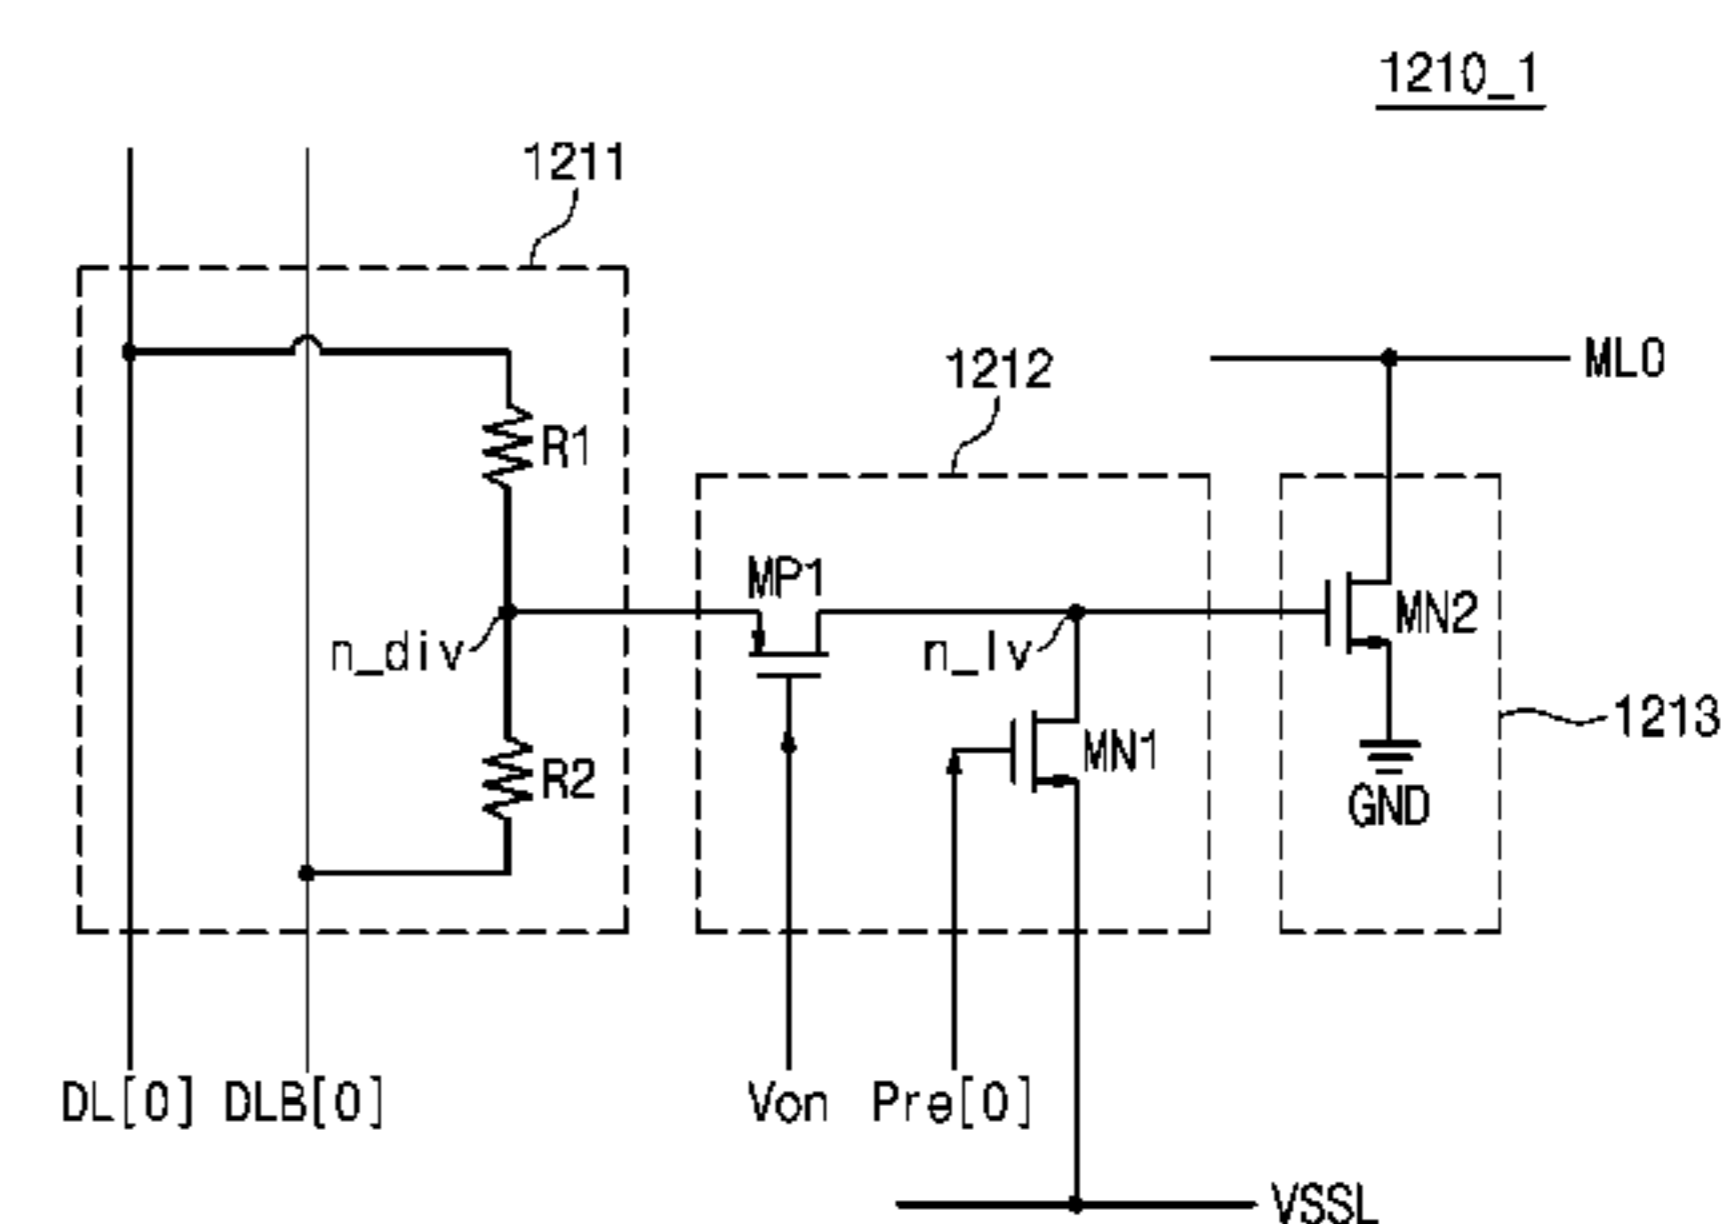 1210_1
1211
1212
ML0
R1
MP1
MN2
n_div
n_lv
1213
R2
MN1
GND
DL[0] DLB[0] Von Pre[0]
VSSL